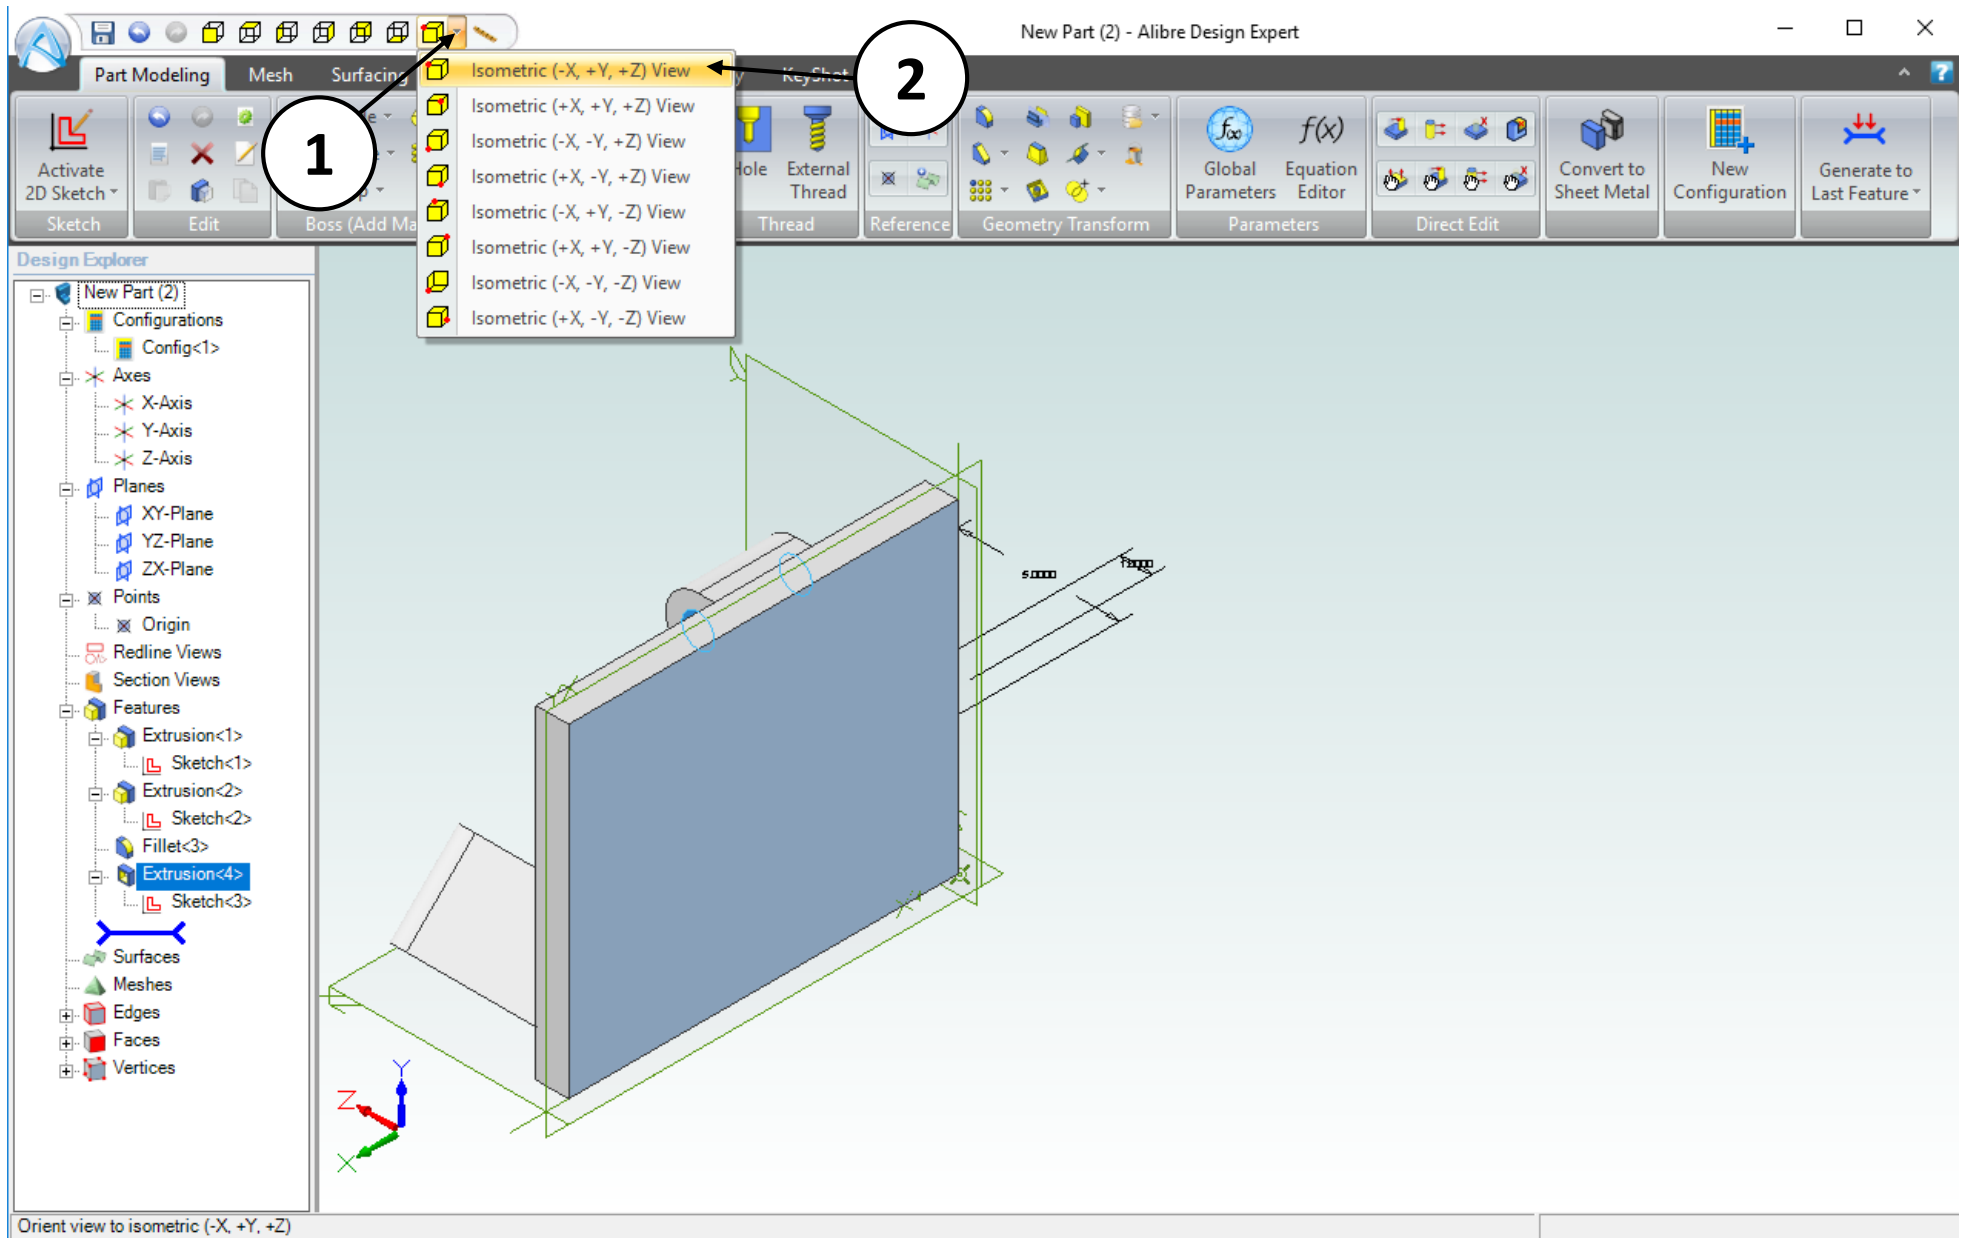 New Part (2) - Alibre Design Expert
Part Modeling
Mesh
Surfacing
KeyShot
1
2
Isometric (-X, +Y, +Z) View
Isometric (+X, +Y, +Z) View
Isometric (-X, -Y, +Z) View
Isometric (+X, -Y, +Z) View
Isometric (-X, +Y, -Z) View
Isometric (+X, +Y, -Z) View
Isometric (-X, -Y, -Z) View
Isometric (+X, -Y, -Z) View
Activate
2D Sketch
Sketch
Edit
Boss (Add Ma
Hole
External
Thread
Thread
Reference
Geometry Transform
Global
Parameters
f(x)
Equation
Editor
Parameters
Direct Edit
Convert to
Sheet Metal
New
Configuration
Generate to
Last Feature
Design Explorer
New Part (2)
Configurations
Config<1>
Axes
X-Axis
Y-Axis
Z-Axis
Planes
XY-Plane
YZ-Plane
ZX-Plane
Points
Origin
Redline Views
Section Views
Features
Extrusion<1>
Sketch<1>
Extrusion<2>
Sketch<2>
Fillet<3>
Extrusion<4>
Sketch<3>
Surfaces
Meshes
Edges
Faces
Vertices
Y
Z
X
Orient view to isometric (-X, +Y, +Z)